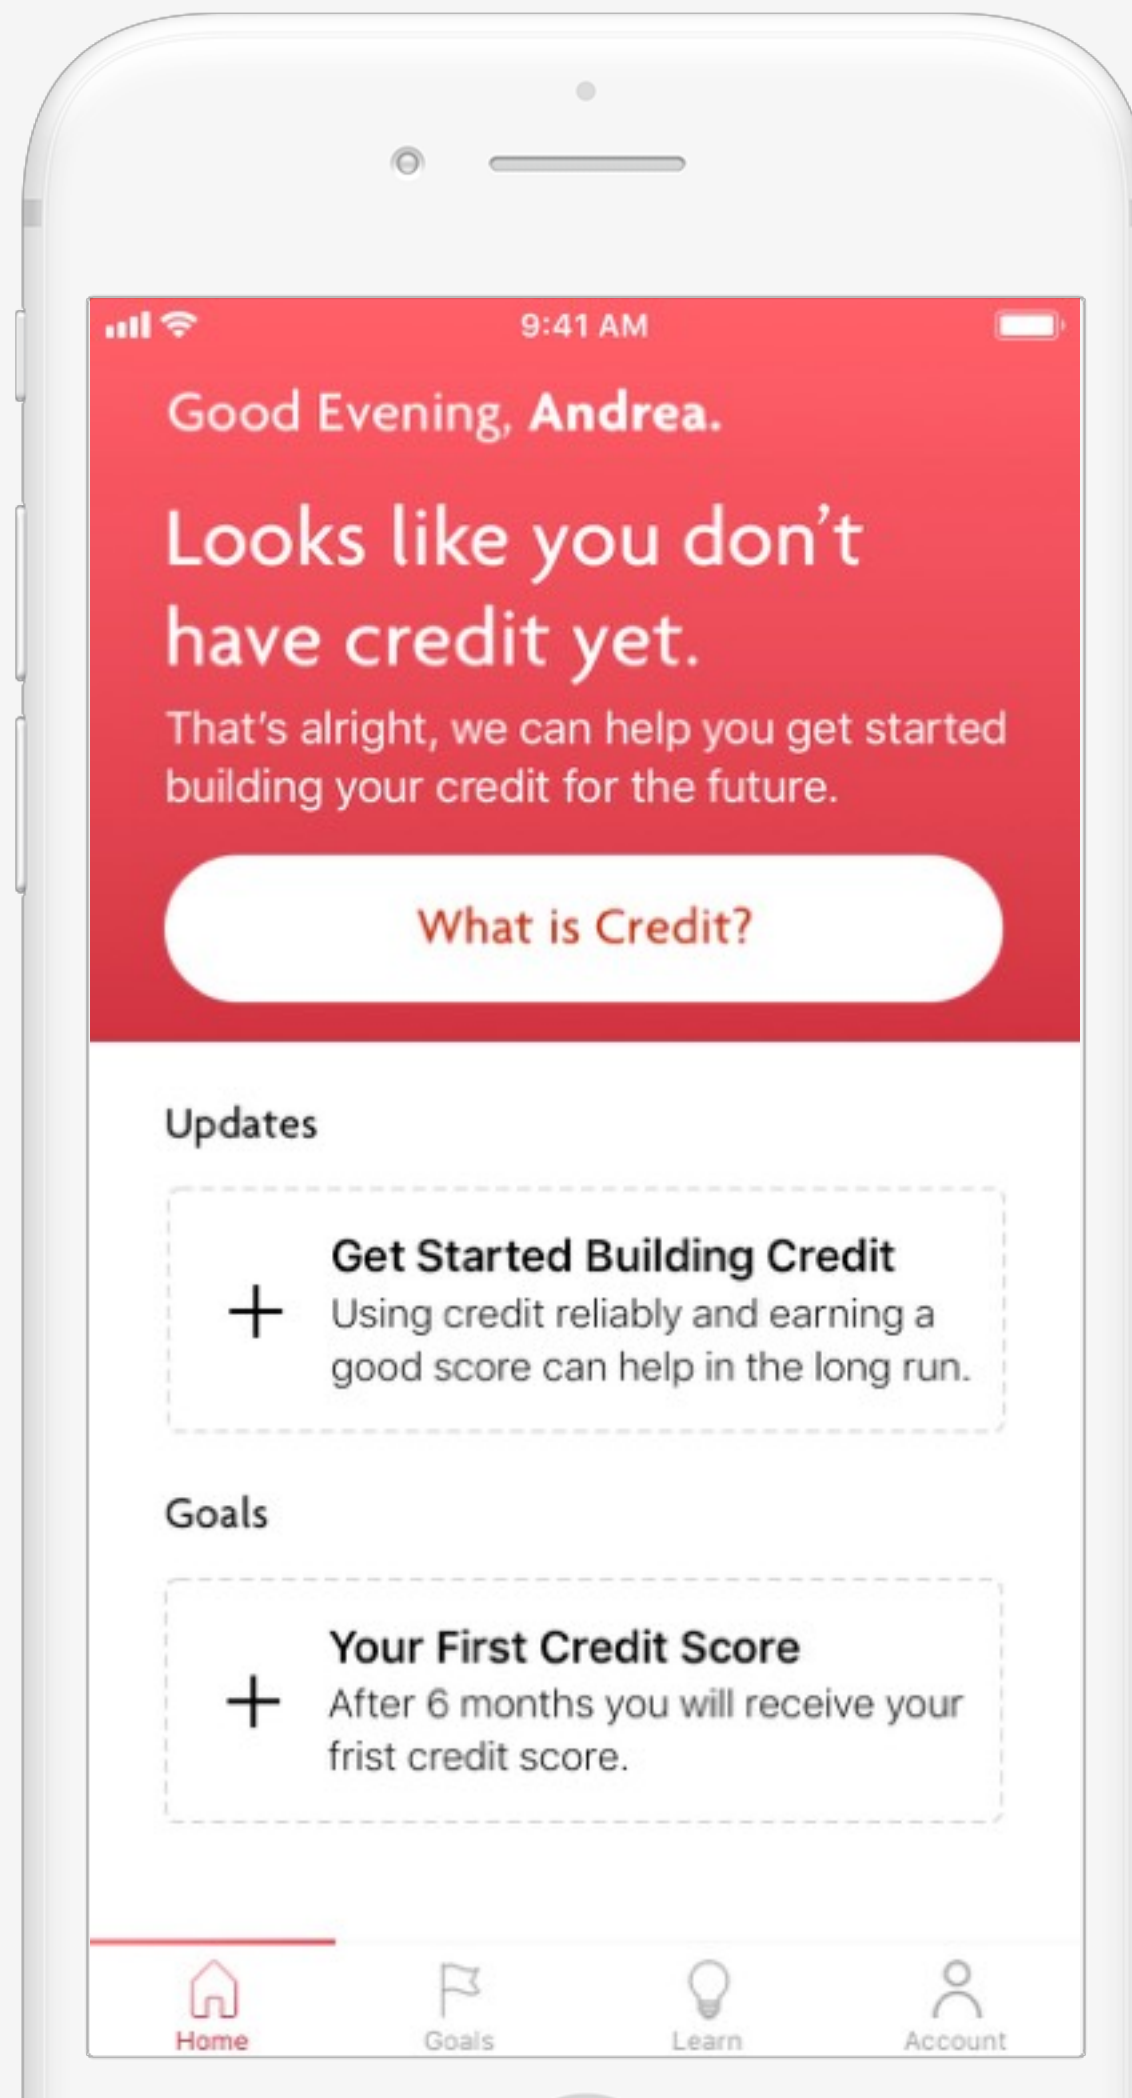 9:41 AM
Good Evening, Andrea.
Looks like you don't
have credit yet.
That's alright, we can help you get started
building your credit for the future.
What is Credit?
Updates
Get Started Building Credit
Using credit reliably and earning a
good score can help in the long run.
Goals
Your First Credit Score
After 6 months you will receive your
frist credit score.
Home
Goals
Learn
Account